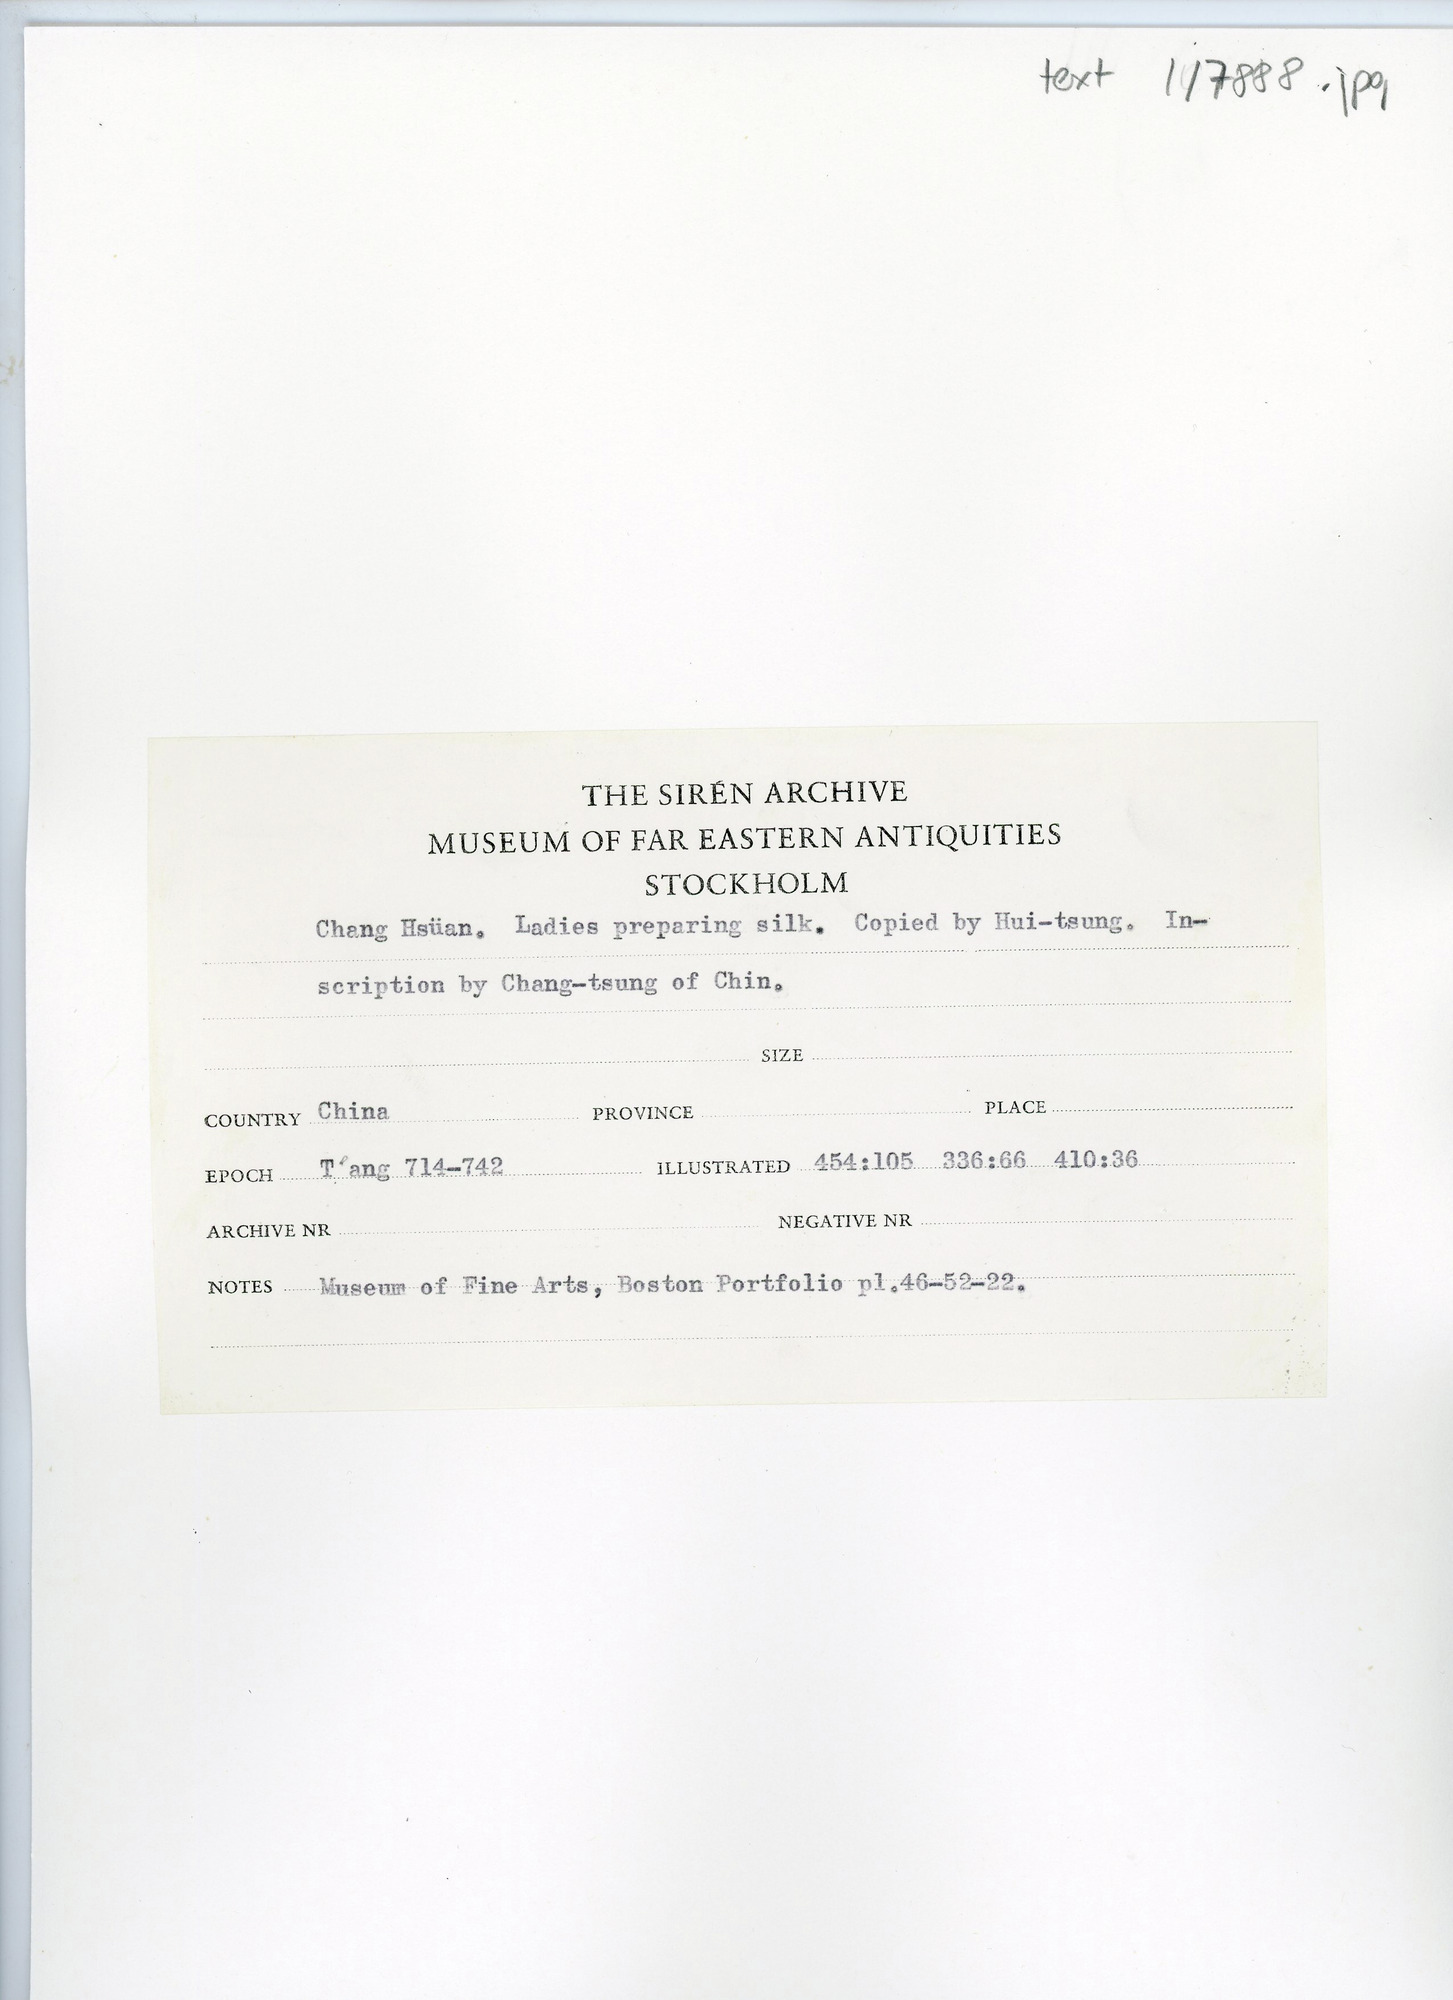 text 117888.jpg
THE SIRÉN ARCHIVE
MUSEUM OF FAR EASTERN ANTIQUITIES
STOCKHOLM
Chang Hsüan. Ladies preparing silk. Copied by Hui-tsung. In-
scription by Chang-tsung of Chin.
SIZE
COUNTRY China PROVINCE PLACE
EPOCH T'ang 714-742 ILLUSTRATED 454:105 336:66 410:36
ARCHIVE NR NEGATIVE NR
NOTES Museum of Fine Arts, Boston Portfolio pl.46-52-22.